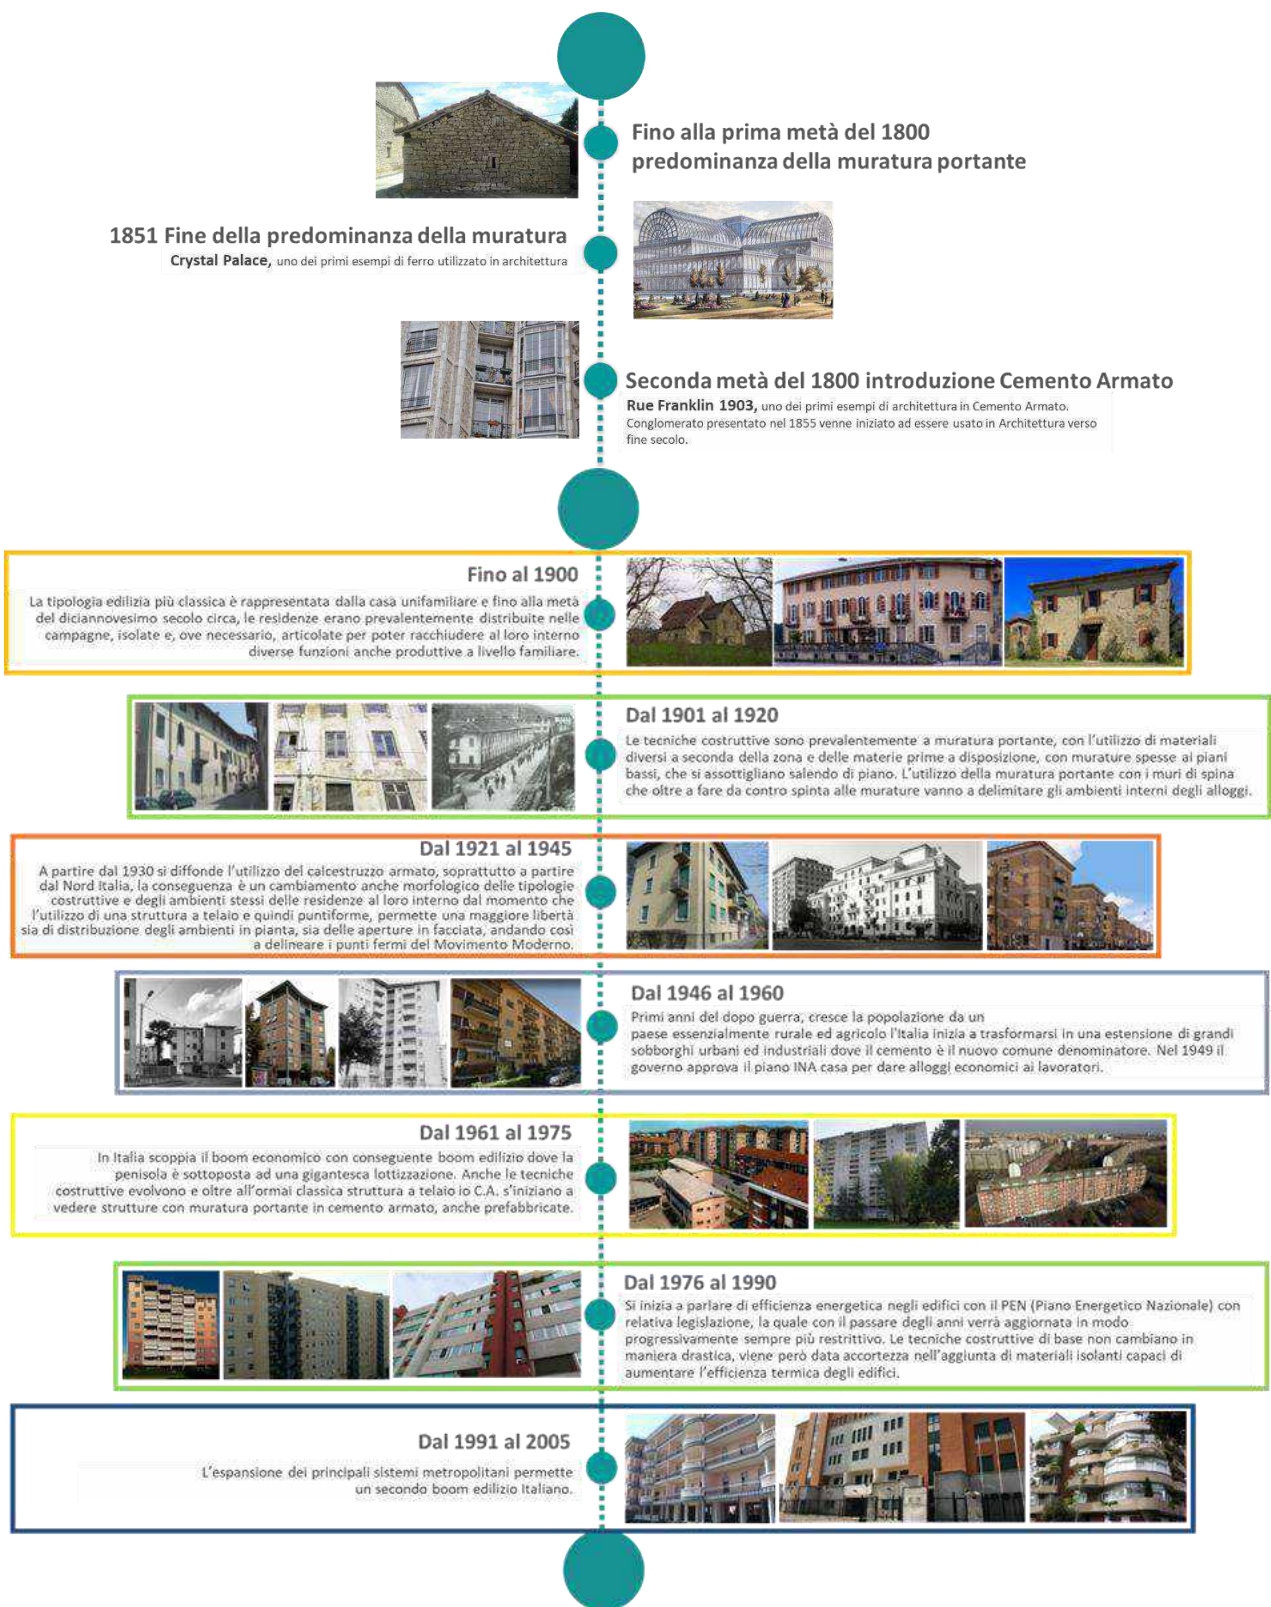 Fino alla prima metà del 1800
predominanza della muratura portante
1851 Fine della predominanza della muratura
Crystal Palace, uno dei primi esempi di ferro utilizzato in architettura
Seconda metà del 1800 introduzione Cemento Armato
Rue Franklin 1903, uno dei primi esempi di architettura in Cemento Armato.
Conglomerato presentato nel 1855 venne iniziato ad essere usato in Architettura verso
fine secolo.
Fino al 1900
La tipologia edilizia più classica è rappresentata dalla casa unifamiliare e fino alla metà
del diciannovesimo secolo circa, le residenze erano prevalentemente distribuite nelle
campagne, isolate e, ove necessario, articolate per poter racchiudere al loro interno
diverse funzioni anche produttive a livello familiare.
Dal 1901 al 1920
Le tecniche costruttive sono prevalentemente a muratura portante, con l'utilizzo di materiali
diversi a seconda della zona e delle materie prime a disposizione, con murature spesse ai piani
bassi, che si assottigliano salendo di piano. L'utilizzo della muratura portante con i muri di spina
che oltre a fare da contro spinta alle murature vanno a delimitare gli ambienti interni degli alloggi.
Dal 1921 al 1945
A partire dal 1930 si diffonde l'utilizzo del calcestruzzo armato, soprattutto a partire
dal Nord Italia, la conseguenza è un cambiamento anche morfologico delle tipologie
costruttive e degli ambienti stessi delle residenze al loro interno dal momento che
l'utilizzo di una struttura a telaio e quindi puntiforme, permette una maggiore libertà
sia di distribuzione degli ambienti in pianta, sia delle aperture in facciata, andando così
a delineare i punti fermi del Movimento Moderno.
Dal 1946 al 1960
Primi anni del dopo guerra, cresce la popolazione da un
paese essenzialmente rurale ed agricolo l'Italia inizia a trasformarsi in una estensione di grandi
sobborghi urbani ed industriali dove il cemento è il nuovo comune denominatore. Nel 1949 il
governo approva il piano INA casa per dare alloggi economici ai lavoratori.
Dal 1961 al 1975
In Italia scoppia il boom economico con conseguente boom edilizio dove la
penisola è sottoposta ad una gigantesca lottizzazione. Anche le tecniche
costruttive evolvono e oltre all'ormai classica struttura a telaio io C.A. s'iniziano a
vedere strutture con muratura portante in cemento armato, anche prefabbricate.
Dal 1976 al 1990
Si inizia a parlare di efficienza energetica negli edifici con il PEN (Piano Energetico Nazionale) con
relativa legislazione, la quale con il passare degli anni verrà aggiornata in modo
progressivamente sempre più restrittivo. Le tecniche costruttive di base non cambiano in
maniera drastica, viene però data accortezza nell'aggiunta di materiali isolanti capaci di
aumentare l'efficienza termica degli edifici.
Dal 1991 al 2005
L'espansione dei principali sistemi metropolitani permette
un secondo boom edilizio Italiano.